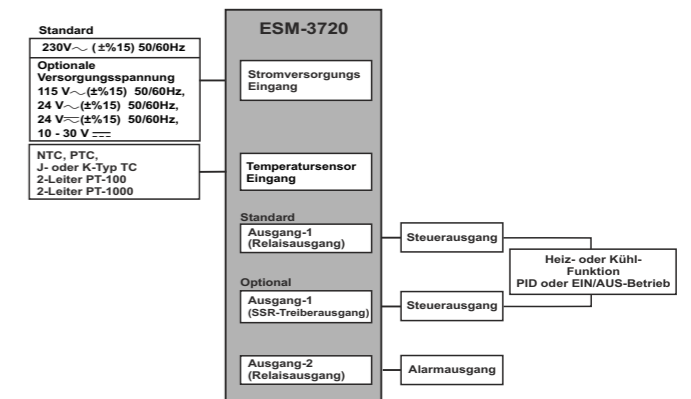 ESM-3720
Standard
230V～ (±%15) 50/60Hz
Optionale
Versorgungsspannung
115 V～(±%15) 50/60Hz,
24 V～(±%15) 50/60Hz,
24 V⏦(±%15) 50/60Hz,
10 - 30 V ⎓
Stromversorgungs
Eingang
NTC, PTC,
J- oder K-Typ TC
2-Leiter PT-100
2-Leiter PT-1000
Temperatursensor
Eingang
Standard
Ausgang-1
(Relaisausgang)
Steuerausgang
Heiz- oder Kühl-
Funktion
PID oder EIN/AUS-Betrieb
Optional
Ausgang-1
(SSR-Treiberausgang)
Steuerausgang
Ausgang-2
(Relaisausgang)
Alarmausgang